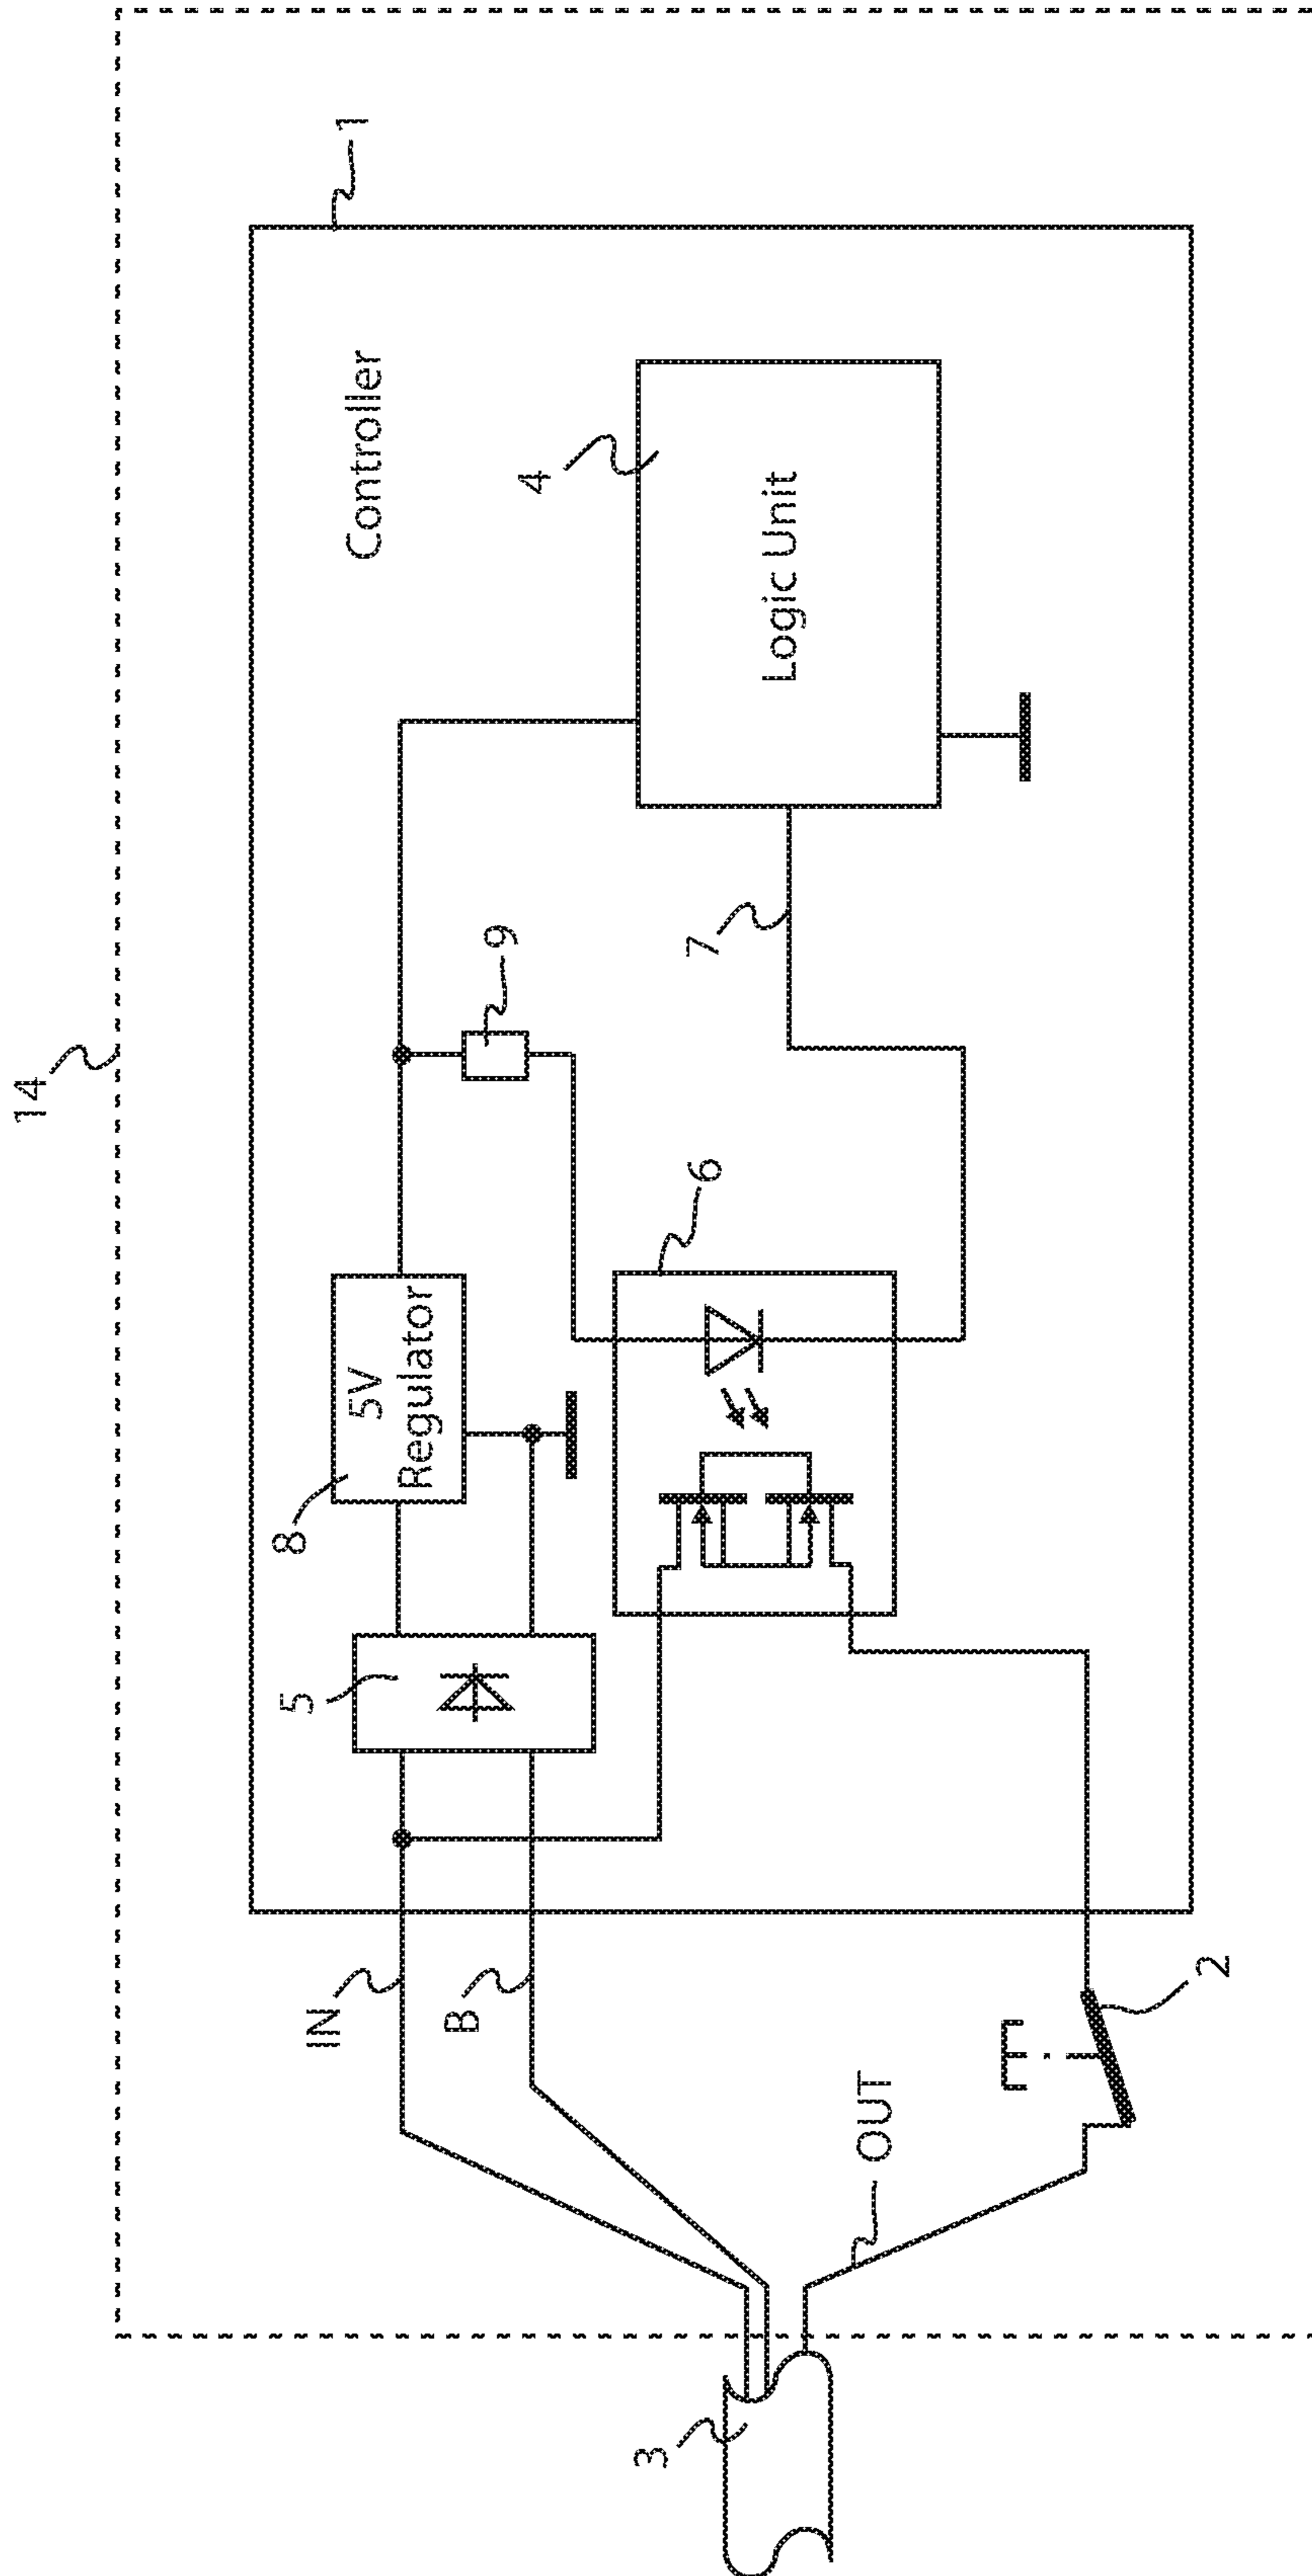 14
1
Controller
4
Logic Unit
9
7
6
8
5V
Regulator
5
IN
B
OUT
2
3